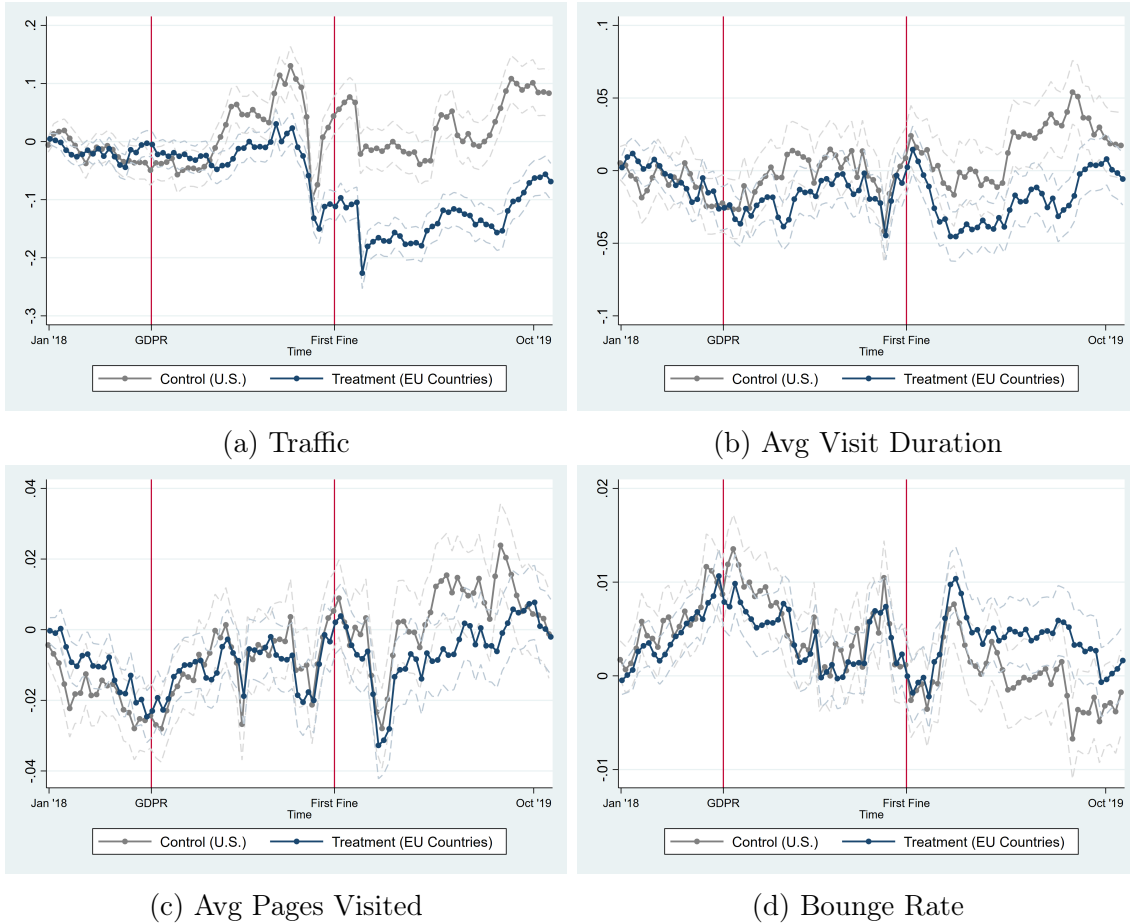 .2
.1
0
-.1
-.2
-.3
Jan '18 GDPR First Fine Oct '19
Time
Control (U.S.) Treatment (EU Countries)
(a) Traffic
.1
.05
0
-.05
-.1
Jan '18 GDPR First Fine Oct '19
Time
Control (U.S.) Treatment (EU Countries)
(b) Avg Visit Duration
.04
.02
0
-.02
-.04
Jan '18 GDPR First Fine Oct '19
Time
Control (U.S.) Treatment (EU Countries)
(c) Avg Pages Visited
.02
.01
0
-.01
Jan '18 GDPR First Fine Oct '19
Time
Control (U.S.) Treatment (EU Countries)
(d) Bounge Rate